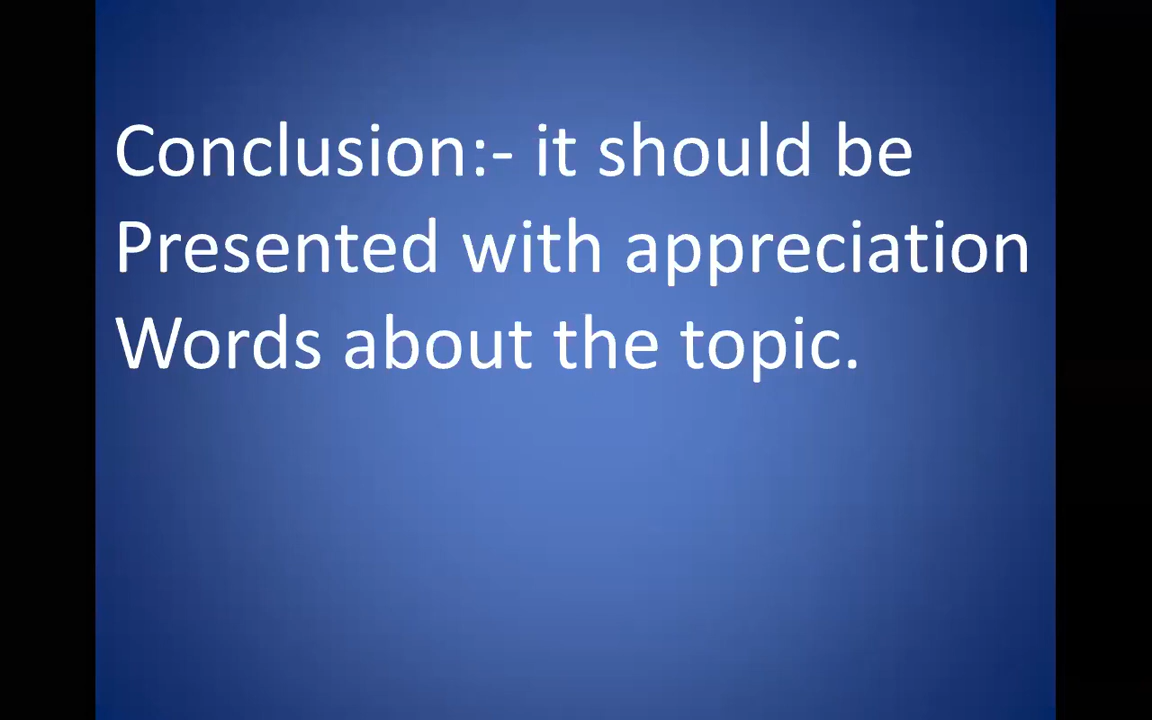 Conclusion:- it should be
Presented with appreciation
Words about the topic.